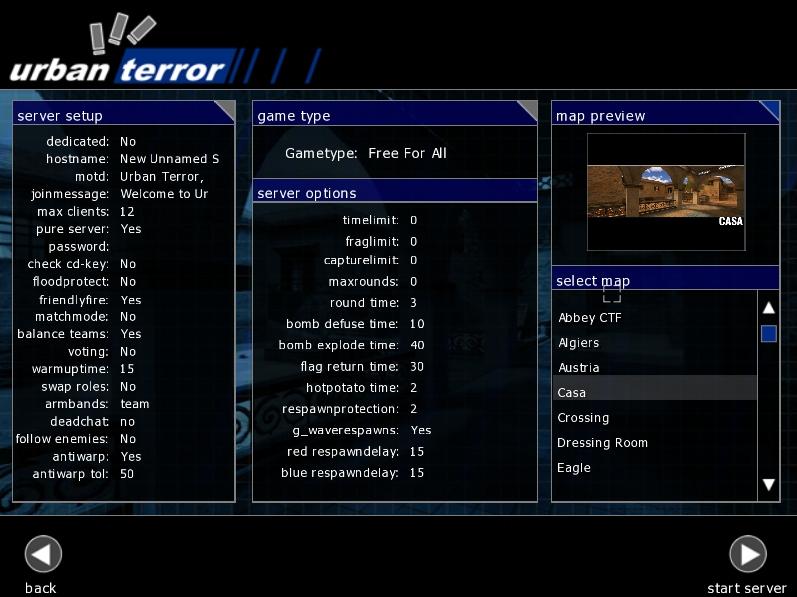 urban terror
server setup
dedicated: No
hostname: New Unnamed S
motd: Urban Terror,
joinmessage: Welcome to Ur
max clients: 12
pure server: Yes
password:
check cd-key: No
floodprotect: No
friendlyfire: Yes
matchmode: No
balance teams: Yes
voting: No
warmuptime: 15
swap roles: No
armbands: team
deadchat: no
follow enemies: No
antiwarp: Yes
antiwarp tol: 50
game type
Gametype: Free For All
server options
timelimit: 0
fraglimit: 0
capturelimit: 0
maxrounds: 0
round time: 3
bomb defuse time: 10
bomb explode time: 40
flag return time: 30
hotpotato time: 2
respawnprotection: 2
g_waverespawns: Yes
red respawndelay: 15
blue respawndelay: 15
map preview
CASA
select map
Abbey CTF
Algiers
Austria
Casa
Crossing
Dressing Room
Eagle
back
start server